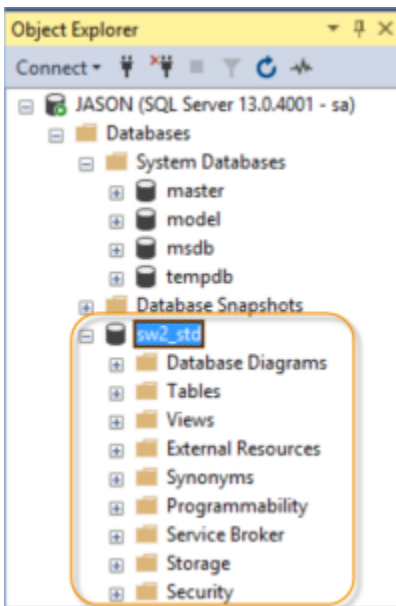 Object Explorer
Connect
JASON (SQL Server 13.0.4001 - sa)
Databases
System Databases
master
model
msdb
tempdb
Database Snapshots
sw2_std
Database Diagrams
Tables
Views
External Resources
Synonyms
Programmability
Service Broker
Storage
Security